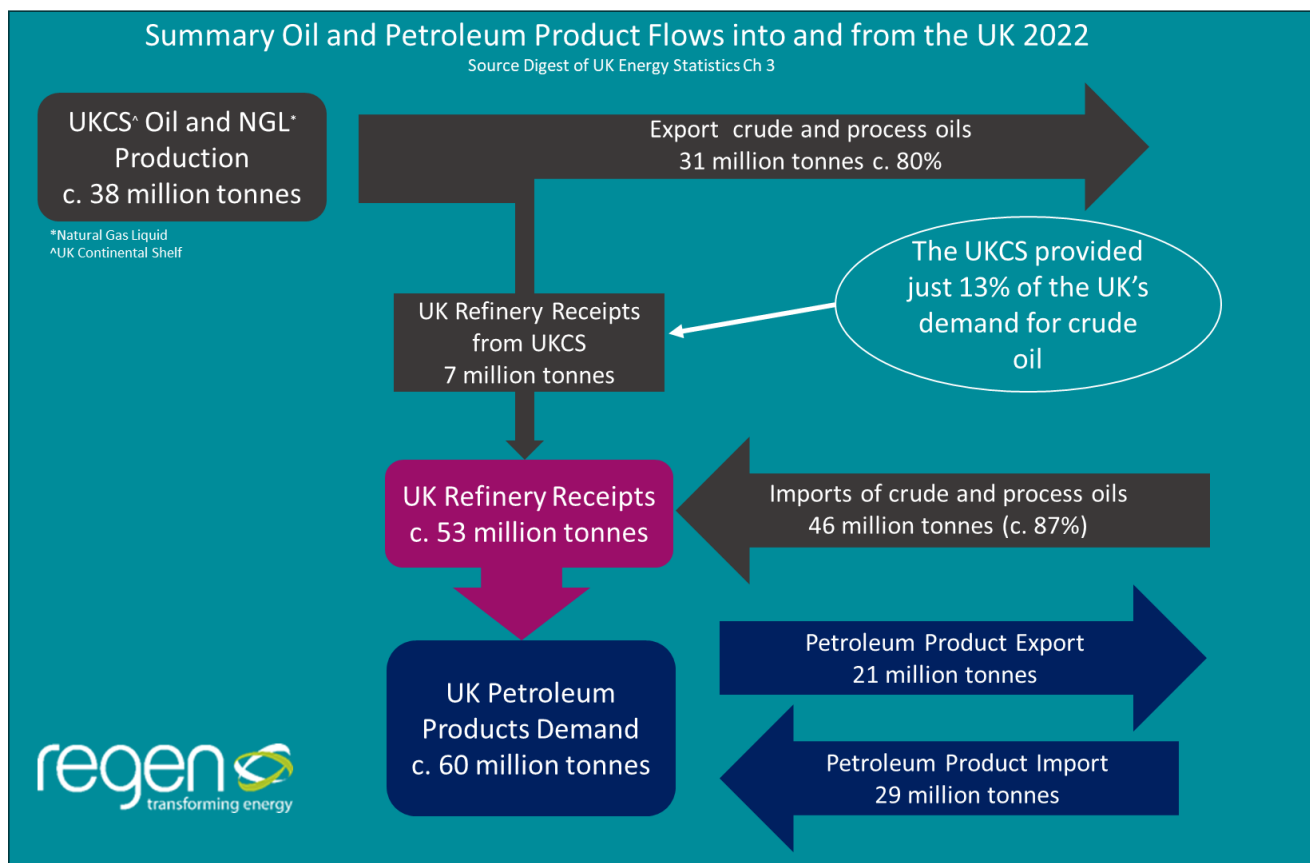 Summary Oil and Petroleum Product Flows into and from the UK 2022
Source Digest of UK Energy Statistics Ch 3
UKCS^ Oil and NGL*
Production
c. 38 million tonnes
*Natural Gas Liquid
^UK Continental Shelf
Export crude and process oils
31 million tonnes c. 80%
The UKCS provided
just 13% of the UK’s
demand for crude
oil
UK Refinery Receipts
from UKCS
7 million tonnes
UK Refinery Receipts
c. 53 million tonnes
Imports of crude and process oils
46 million tonnes (c. 87%)
UK Petroleum
Products Demand
c. 60 million tonnes
Petroleum Product Export
21 million tonnes
Petroleum Product Import
29 million tonnes
regen
transforming energy